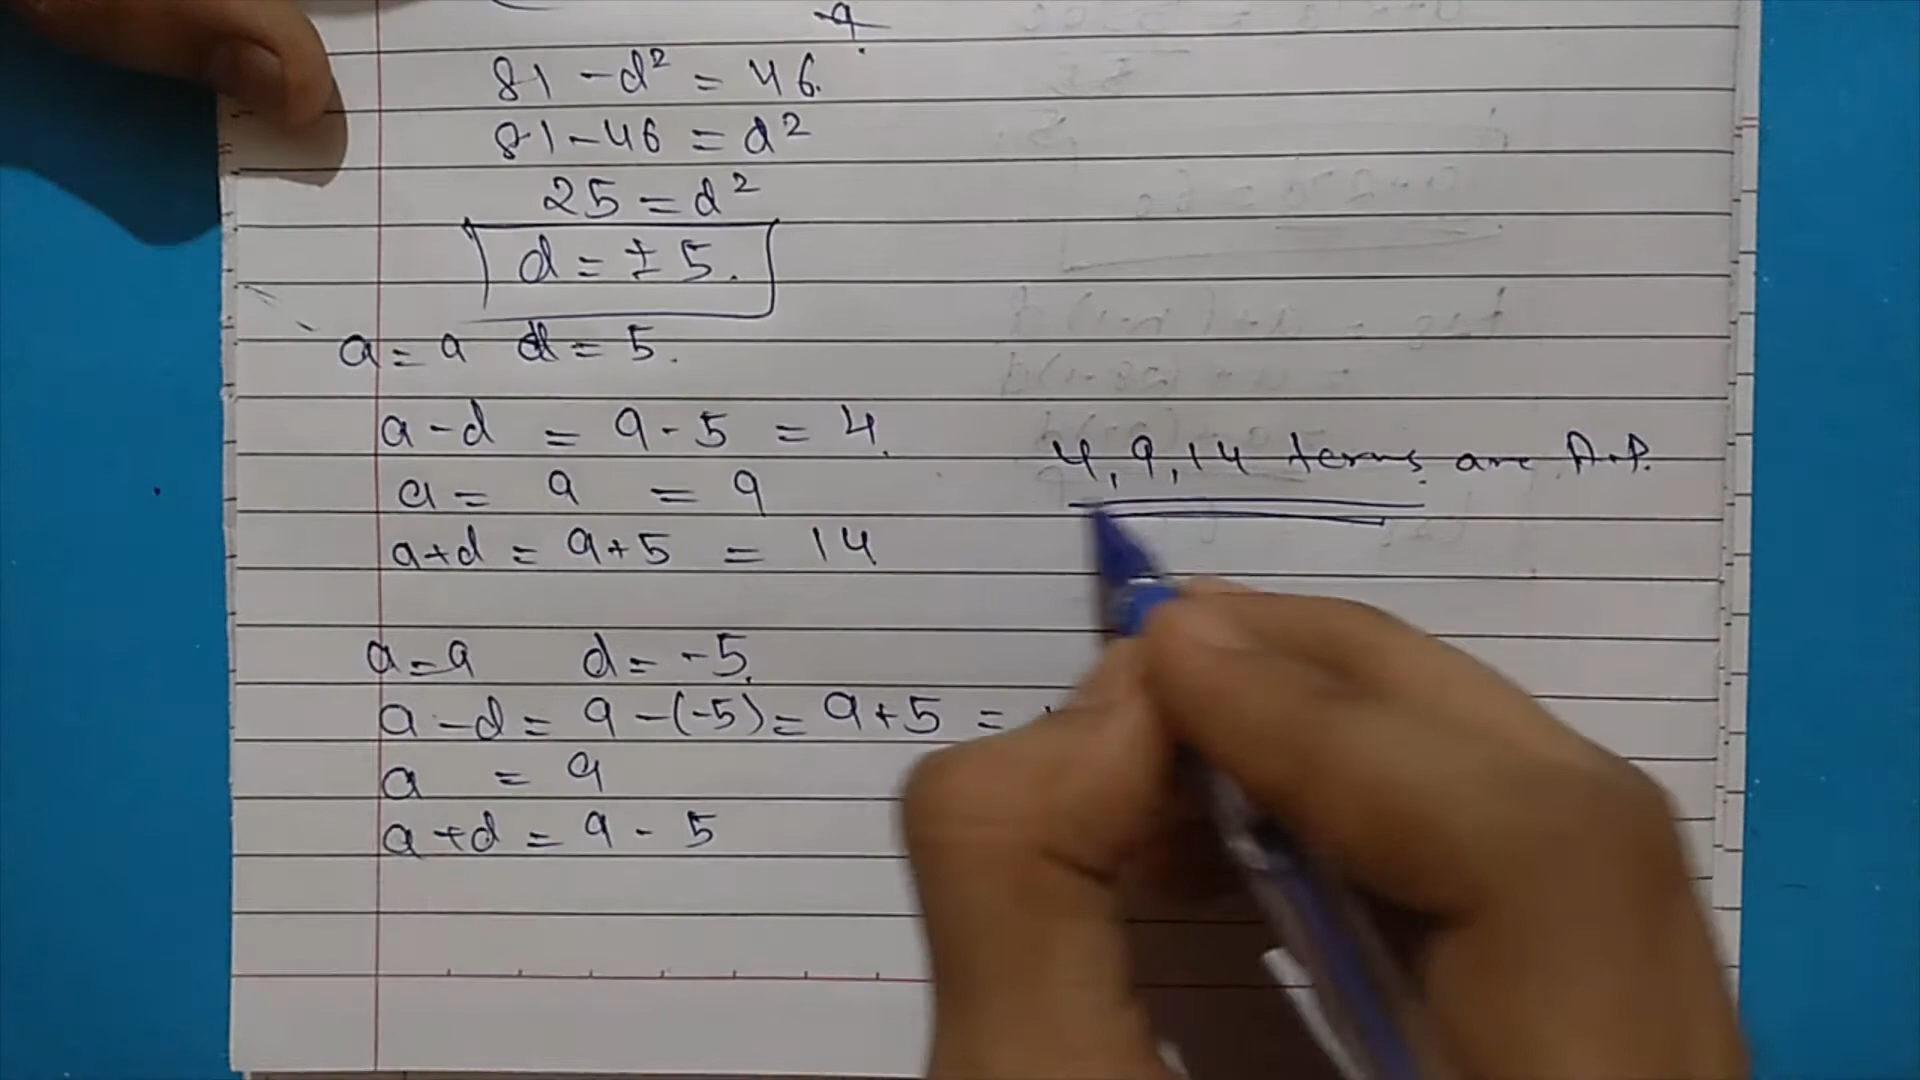 9
81 - d² = 46.
81 - 46 = d²
25 = d²
d = ± 5.
a = 9 d = 5.
a - d = 9 - 5 = 4.
a = 9 = 9
a + d = 9 + 5 = 14
4, 9, 14 terms are A.P.
a = 9 d = -5.
a - d = 9 - (-5) = 9 + 5 =
a = 9
a + d = 9 - 5